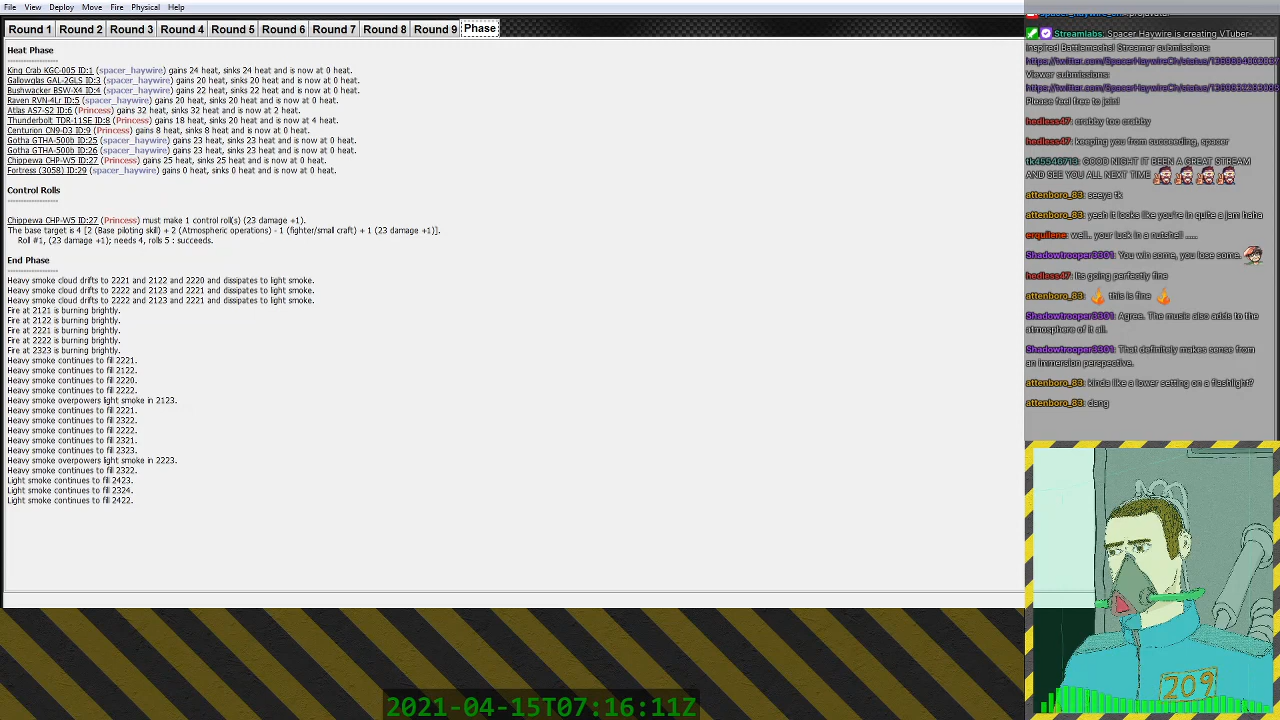 File View Deploy Move Fire Physical Help
Round 1 Round 2 Round 3 Round 4 Round 5 Round 6 Round 7 Round 8 Round 9 Phase
Heat Phase
-------------------
King Crab KGC-005 ID:1 (spacer_haywire) gains 24 heat, sinks 24 heat and is now at 0 heat.
Gallowglas GAL-2GLS ID:3 (spacer_haywire) gains 20 heat, sinks 20 heat and is now at 0 heat.
Bushwacker BSW-X4 ID:4 (spacer_haywire) gains 22 heat, sinks 22 heat and is now at 0 heat.
Raven RVN-4Lr ID:5 (spacer_haywire) gains 20 heat, sinks 20 heat and is now at 0 heat.
Atlas AS7-S2 ID:6 (Princess) gains 32 heat, sinks 32 heat and is now at 2 heat.
Thunderbolt TDR-11SE ID:8 (Princess) gains 18 heat, sinks 20 heat and is now at 4 heat.
Centurion CN9-D3 ID:9 (Princess) gains 8 heat, sinks 8 heat and is now at 0 heat.
Gotha GTHA-500b ID:25 (spacer_haywire) gains 23 heat, sinks 23 heat and is now at 0 heat.
Gotha GTHA-500b ID:26 (spacer_haywire) gains 23 heat, sinks 23 heat and is now at 0 heat.
Chippewa CHP-W5 ID:27 (Princess) gains 25 heat, sinks 25 heat and is now at 0 heat.
Fortress (3058) ID:29 (spacer_haywire) gains 0 heat, sinks 0 heat and is now at 0 heat.
Control Rolls
-------------------
Chippewa CHP-W5 ID:27 (Princess) must make 1 control roll(s) (23 damage +1).
The base target is 4 [2 (Base piloting skill) + 2 (Atmospheric operations) - 1 (fighter/small craft) + 1 (23 damage +1)].
Roll #1, (23 damage +1); needs 4, rolls 5 : succeeds.
End Phase
-------------------
Heavy smoke cloud drifts to 2221 and 2122 and 2220 and dissipates to light smoke.
Heavy smoke cloud drifts to 2222 and 2123 and 2221 and dissipates to light smoke.
Heavy smoke cloud drifts to 2222 and 2123 and 2221 and dissipates to light smoke.
Fire at 2121 is burning brightly.
Fire at 2122 is burning brightly.
Fire at 2221 is burning brightly.
Fire at 2222 is burning brightly.
Fire at 2323 is burning brightly.
Heavy smoke continues to fill 2221.
Heavy smoke continues to fill 2122.
Heavy smoke continues to fill 2220.
Heavy smoke continues to fill 2222.
Heavy smoke overpowers light smoke in 2123.
Heavy smoke continues to fill 2221.
Heavy smoke continues to fill 2322.
Heavy smoke continues to fill 2222.
Heavy smoke continues to fill 2321.
Heavy smoke continues to fill 2323.
Heavy smoke overpowers light smoke in 2223.
Heavy smoke continues to fill 2322.
Light smoke continues to fill 2423.
Light smoke continues to fill 2324.
Light smoke continues to fill 2422.
Streamlabs: Spacer Haywire is creating VTuber-
inspired Battlemechs! Streamer submissions:
Viewer submissions:
Please feel free to join!
hedless47: crabby too crabby
hedless47: keeping you from succeeding, spacer
tk45546713: GOOD NIGHT IT BEEN A GREAT STREAM
AND SEE YOU ALL NEXT TIME
attenboro_83: seeya tk
attenboro_83: yeah it looks like you're in quite a jam haha
erquilene: well.. your luck in a nutshell .....
Shadowtrooper3301: You win some, you lose some.
hedless47: Its going perfectly fine
attenboro_83: this is fine
Shadowtrooper3301: Agree. The music also adds to the
atmosphere of it all.
Shadowtrooper3301: That definitely makes sense from
an immersion perspective.
attenboro_83: kinda like a lower setting on a flashlight?
attenboro_83: dang
209
2021-04-15T07:16:11Z